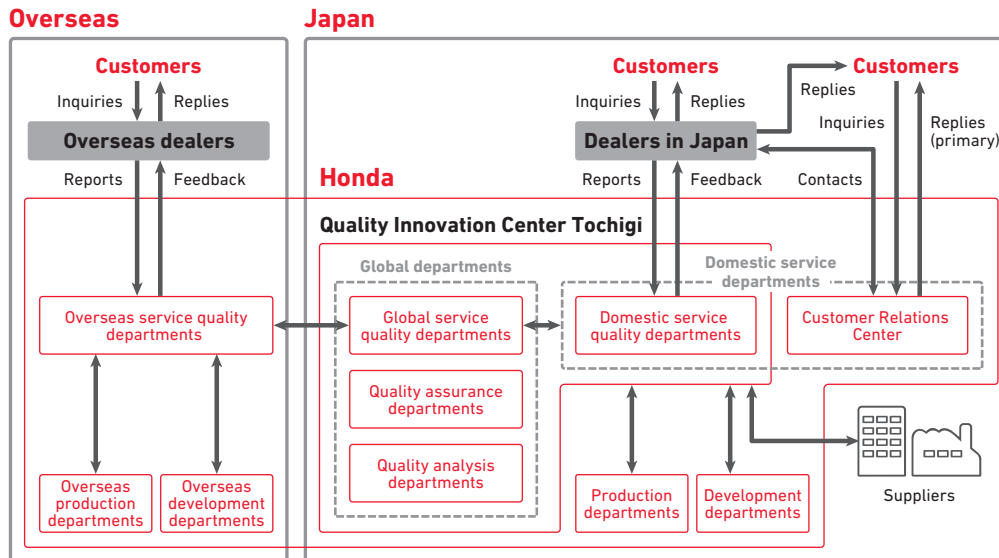 Overseas
Japan
Customers
Customers
Customers
Inquiries
Replies
Inquiries
Replies
Replies
Inquiries
Replies
(primary)
Overseas dealers
Dealers in Japan
Reports
Feedback
Reports
Feedback
Contacts
Honda
Quality Innovation Center Tochigi
Global departments
Domestic service
departments
Overseas service quality
departments
Global service
quality departments
Domestic service
quality departments
Customer Relations
Center
Quality assurance
departments
Quality analysis
departments
Overseas
production
departments
Overseas
development
departments
Production
departments
Development
departments
Suppliers